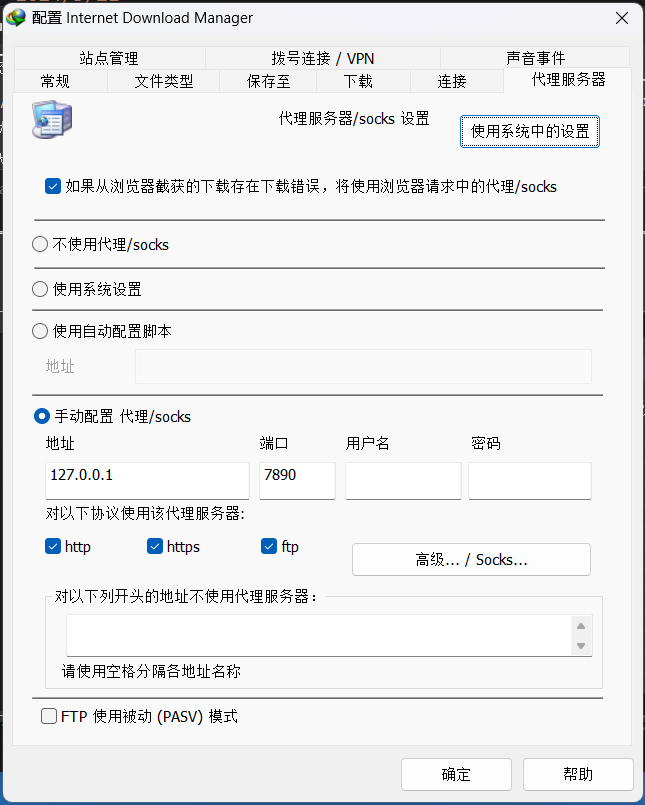 配置 Internet Download Manager
站点管理 拨号连接 / VPN 声音事件
常规 文件类型 保存至 下载 连接 代理服务器
代理服务器/socks 设置
使用系统中的设置
如果从浏览器截获的下载存在下载错误，将使用浏览器请求中的代理/socks
不使用代理/socks
使用系统设置
使用自动配置脚本
地址
手动配置 代理/socks
地址 端口 用户名 密码
127.0.0.1 7890
对以下协议使用该代理服务器:
http https ftp
高级... / Socks...
对以下列开头的地址不使用代理服务器：
请使用空格分隔各地址名称
FTP 使用被动 (PASV) 模式
确定 帮助